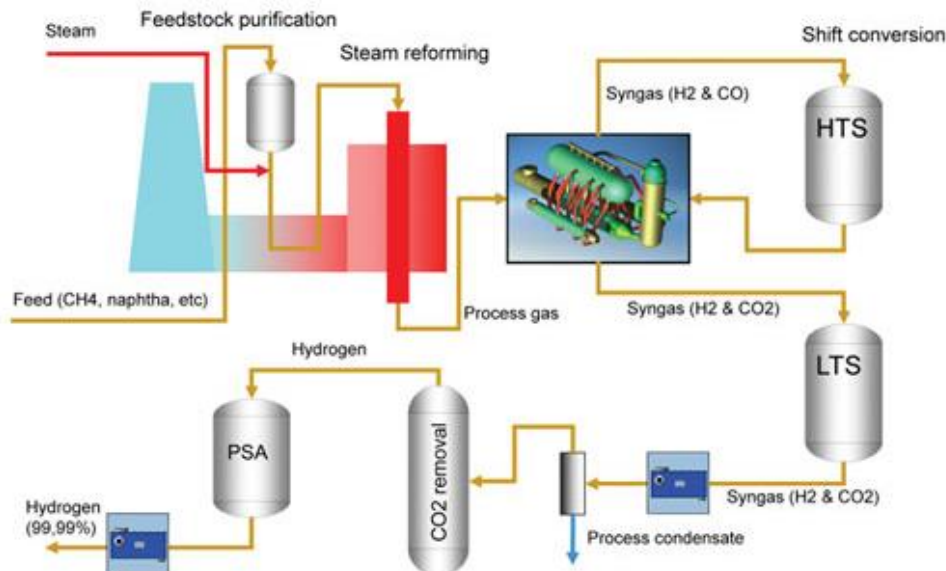 Feedstock purification
Steam
Steam reforming
Shift conversion
Syngas (H2 & CO)
HTS
Feed (CH4, naphtha, etc)
Process gas
Syngas (H2 & CO2)
LTS
Hydrogen
PSA
CO2 removal
Syngas (H2 & CO2)
Hydrogen
(99,99%)
Process condensate